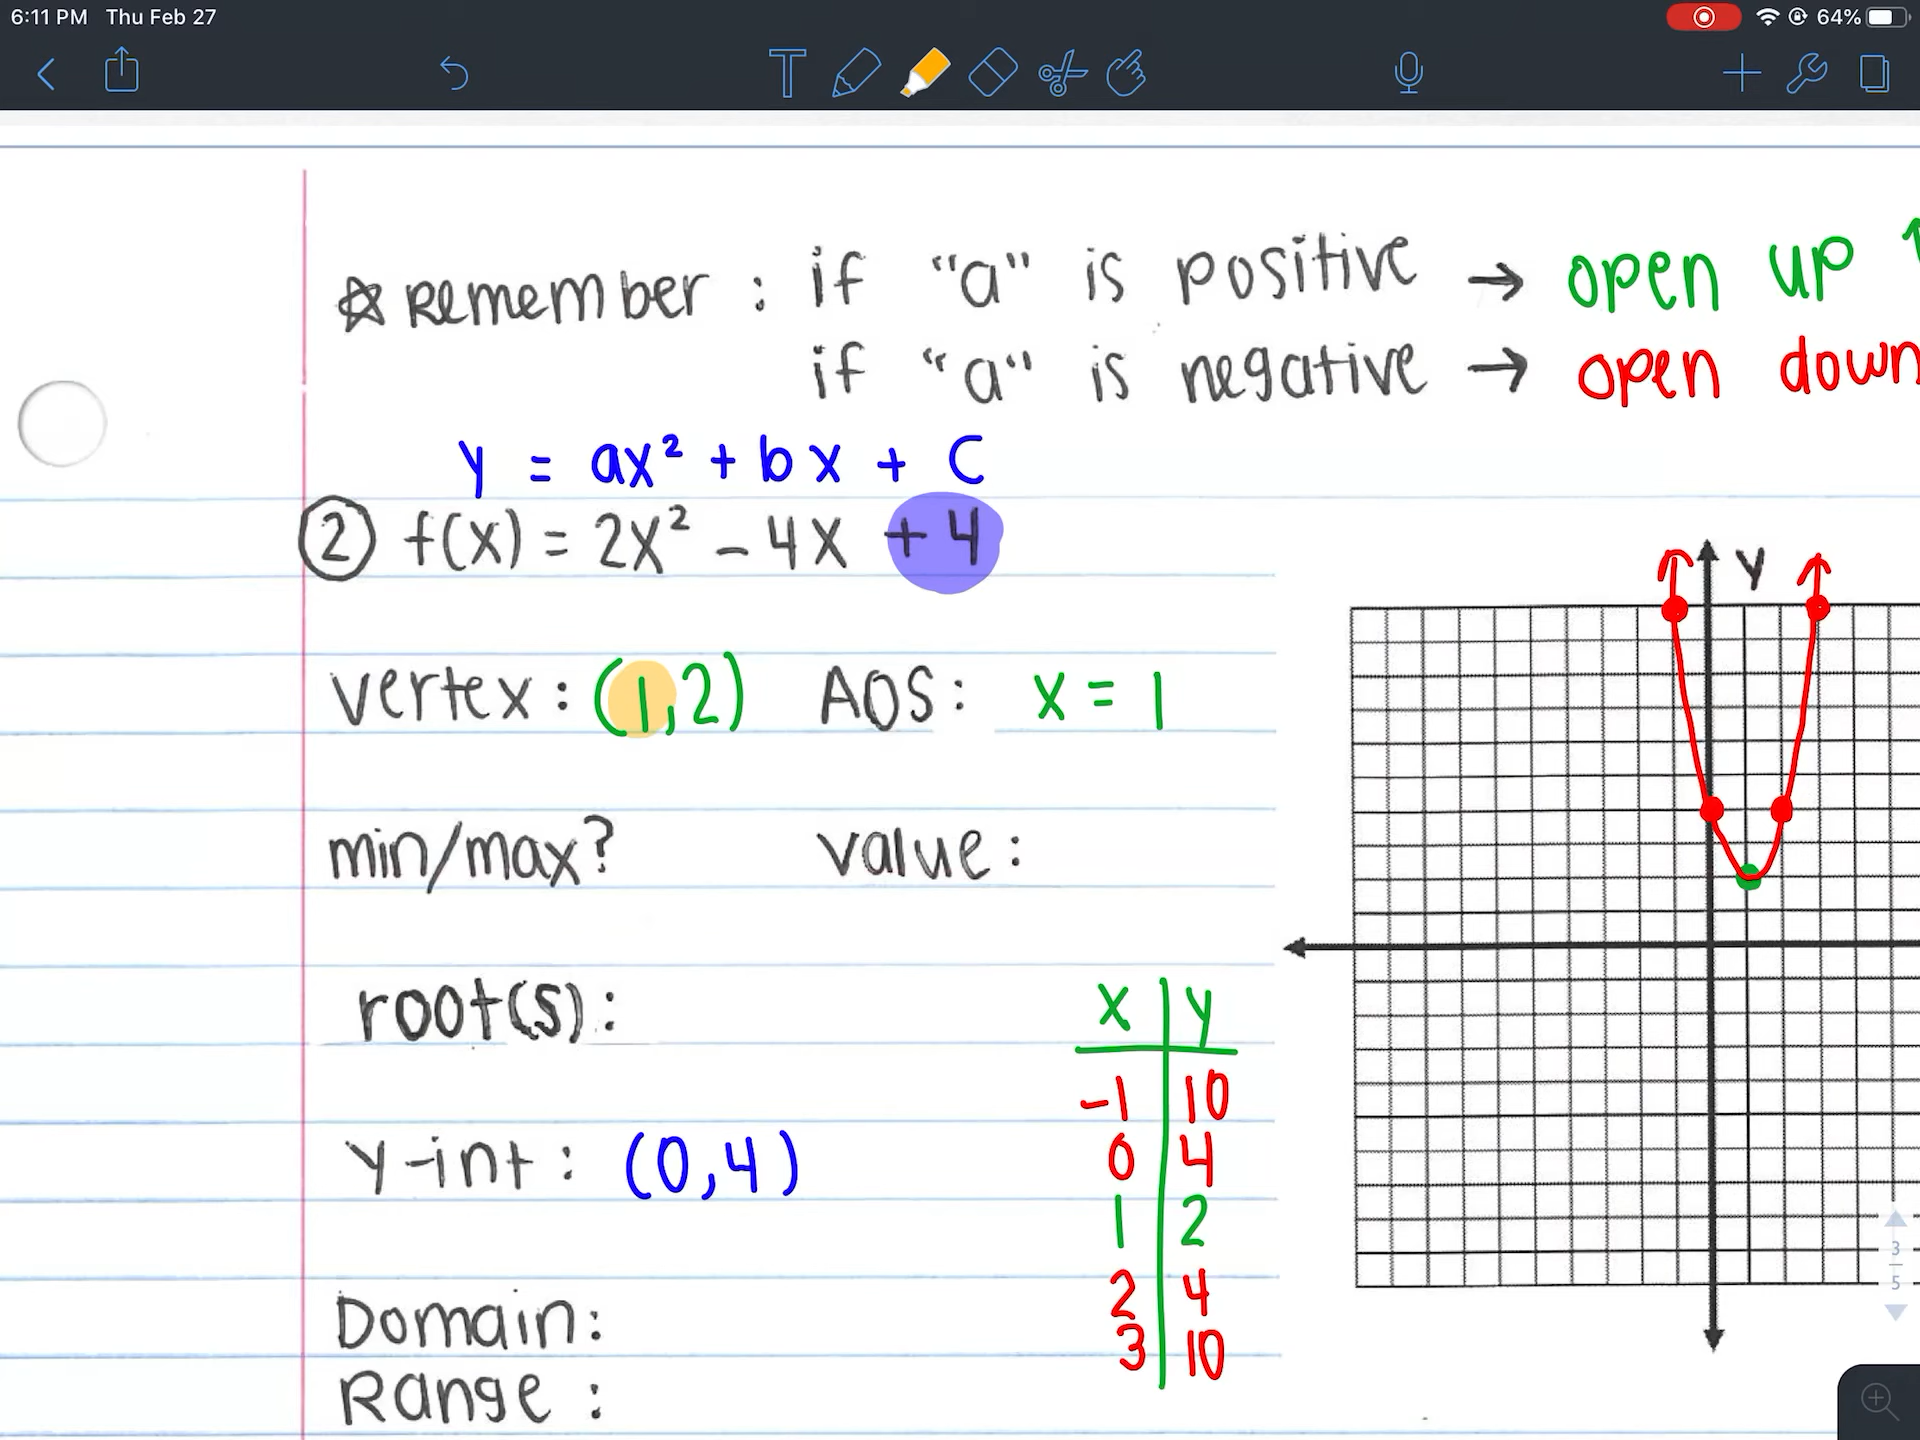 6:11 PM Thu Feb 27
64%
☆ Remember : if "a" is positive → open up ↑
if "a" is negative → open down
y = ax² + bx + c
② f(x) = 2x² - 4x + 4
vertex : (1,2) AOS: x = 1
min/max? value :
root(s) :
y-int : (0,4)
Domain:
Range :
x | y
-1 | 10
0 | 4
1 | 2
2 | 4
3 | 10
y
3
5